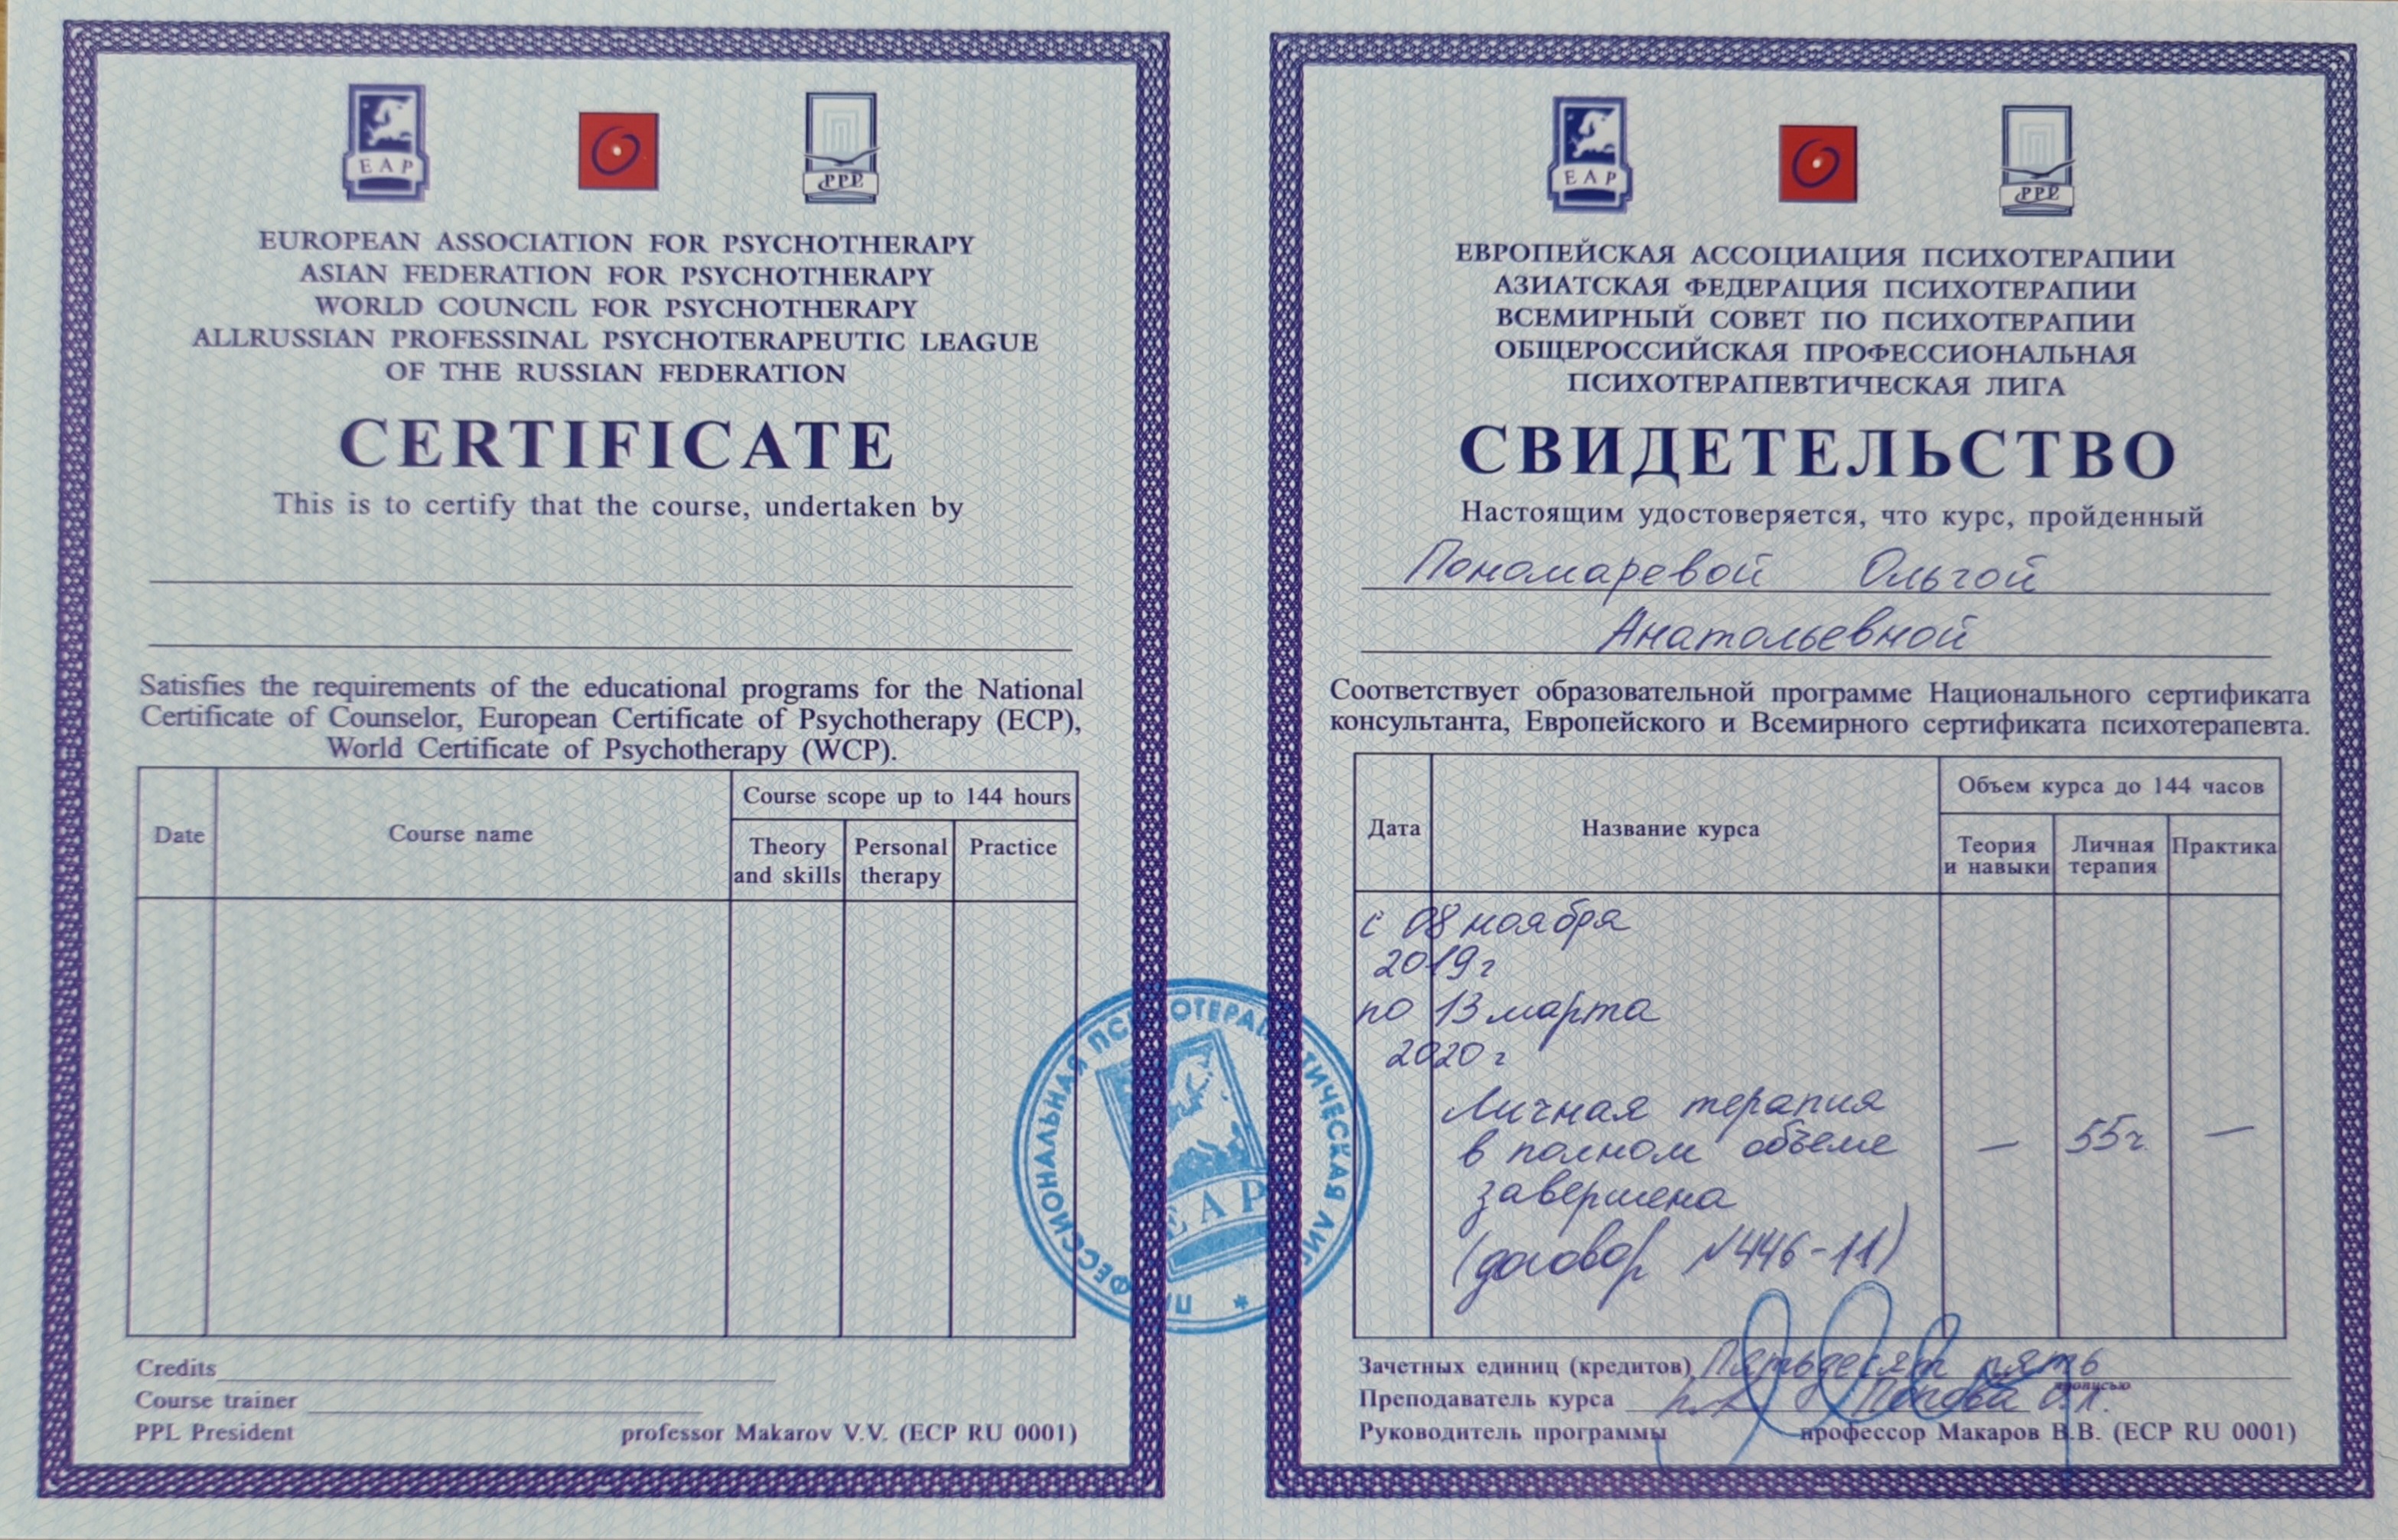 EAP
PPL
EUROPEAN ASSOCIATION FOR PSYCHOTHERAPY
ASIAN FEDERATION FOR PSYCHOTHERAPY
WORLD COUNCIL FOR PSYCHOTHERAPY
ALLRUSSIAN PROFESSINAL PSYCHOTERAPEUTIC LEAGUE
OF THE RUSSIAN FEDERATION
CERTIFICATE
This is to certify that the course, undertaken by
Satisfies the requirements of the educational programs for the National
Certificate of Counselor, European Certificate of Psychotherapy (ECP),
World Certificate of Psychotherapy (WCP).
Date
Course name
Course scope up to 144 hours
Theory and skills
Personal therapy
Practice
Credits
Course trainer
PPL President professor Makarov V.V. (ECP RU 0001)
EAP
PPL
ЕВРОПЕЙСКАЯ АССОЦИАЦИЯ ПСИХОТЕРАПИИ
АЗИАТСКАЯ ФЕДЕРАЦИЯ ПСИХОТЕРАПИИ
ВСЕМИРНЫЙ СОВЕТ ПО ПСИХОТЕРАПИИ
ОБЩЕРОССИЙСКАЯ ПРОФЕССИОНАЛЬНАЯ
ПСИХОТЕРАПЕВТИЧЕСКАЯ ЛИГА
СВИДЕТЕЛЬСТВО
Настоящим удостоверяется, что курс, пройденный
Пономаревой Ольгой
Анатольевной
Соответствует образовательной программе Национального сертификата
консультанта, Европейского и Всемирного сертификата психотерапевта.
Дата
Название курса
Объем курса до 144 часов
Теория и навыки
Личная терапия
Практика
с 08 ноября
2019 г
по 13 марта
2020 г
Личная терапия
в полном объеме — 55ч. —
завершена
(договор №446-11)
Зачетных единиц (кредитов) Пятьдесят пять
прописью
Преподаватель курса Попова О.Л.
Руководитель программы профессор Макаров В.В. (ECP RU 0001)
EAP